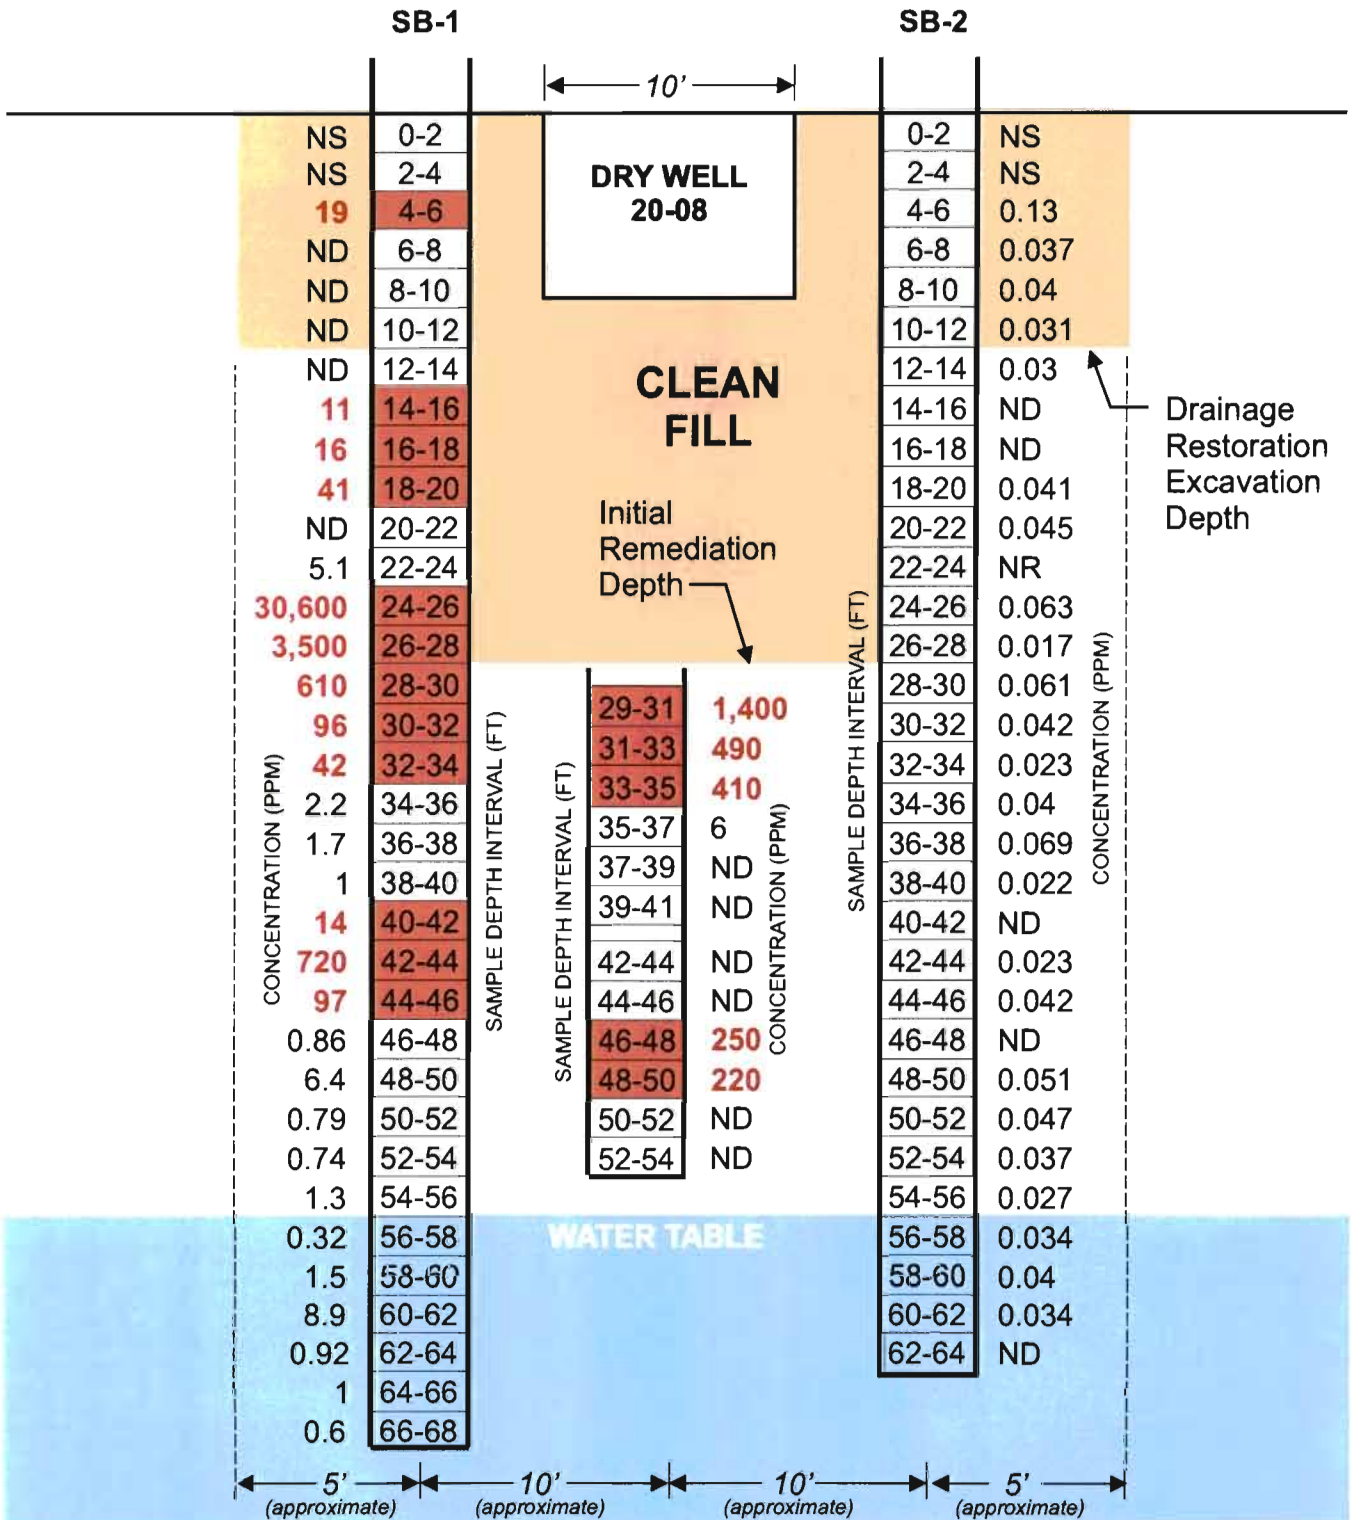 SB-1
SB-2
10'
NS 0-2
NS 2-4
19 4-6
ND 6-8
ND 8-10
ND 10-12
ND 12-14
11 14-16
16 16-18
41 18-20
ND 20-22
5.1 22-24
30,600 24-26
3,500 26-28
610 28-30
96 30-32
42 32-34
2.2 34-36
1.7 36-38
1 38-40
14 40-42
720 42-44
97 44-46
0.86 46-48
6.4 48-50
0.79 50-52
0.74 52-54
1.3 54-56
0.32 56-58
1.5 58-60
8.9 60-62
0.92 62-64
1 64-66
0.6 66-68
CONCENTRATION (PPM)
SAMPLE DEPTH INTERVAL (FT)
DRY WELL
20-08
CLEAN
FILL
Initial
Remediation
Depth
SAMPLE DEPTH INTERVAL (FT)
29-31 1,400
31-33 490
33-35 410
35-37 6
37-39 ND
39-41 ND
42-44 ND
44-46 ND
46-48 250
48-50 220
50-52 ND
52-54 ND
CONCENTRATION (PPM)
WATER TABLE
SAMPLE DEPTH INTERVAL (FT)
0-2 NS
2-4 NS
4-6 0.13
6-8 0.037
8-10 0.04
10-12 0.031
12-14 0.03
14-16 ND
16-18 ND
18-20 0.041
20-22 0.045
22-24 NR
24-26 0.063
26-28 0.017
28-30 0.061
30-32 0.042
32-34 0.023
34-36 0.04
36-38 0.069
38-40 0.022
40-42 ND
42-44 0.023
44-46 0.042
46-48 ND
48-50 0.051
50-52 0.047
52-54 0.037
54-56 0.027
56-58 0.034
58-60 0.04
60-62 0.034
62-64 ND
CONCENTRATION (PPM)
Drainage
Restoration
Excavation
Depth
5' 10' 10' 5'
(approximate) (approximate) (approximate) (approximate)